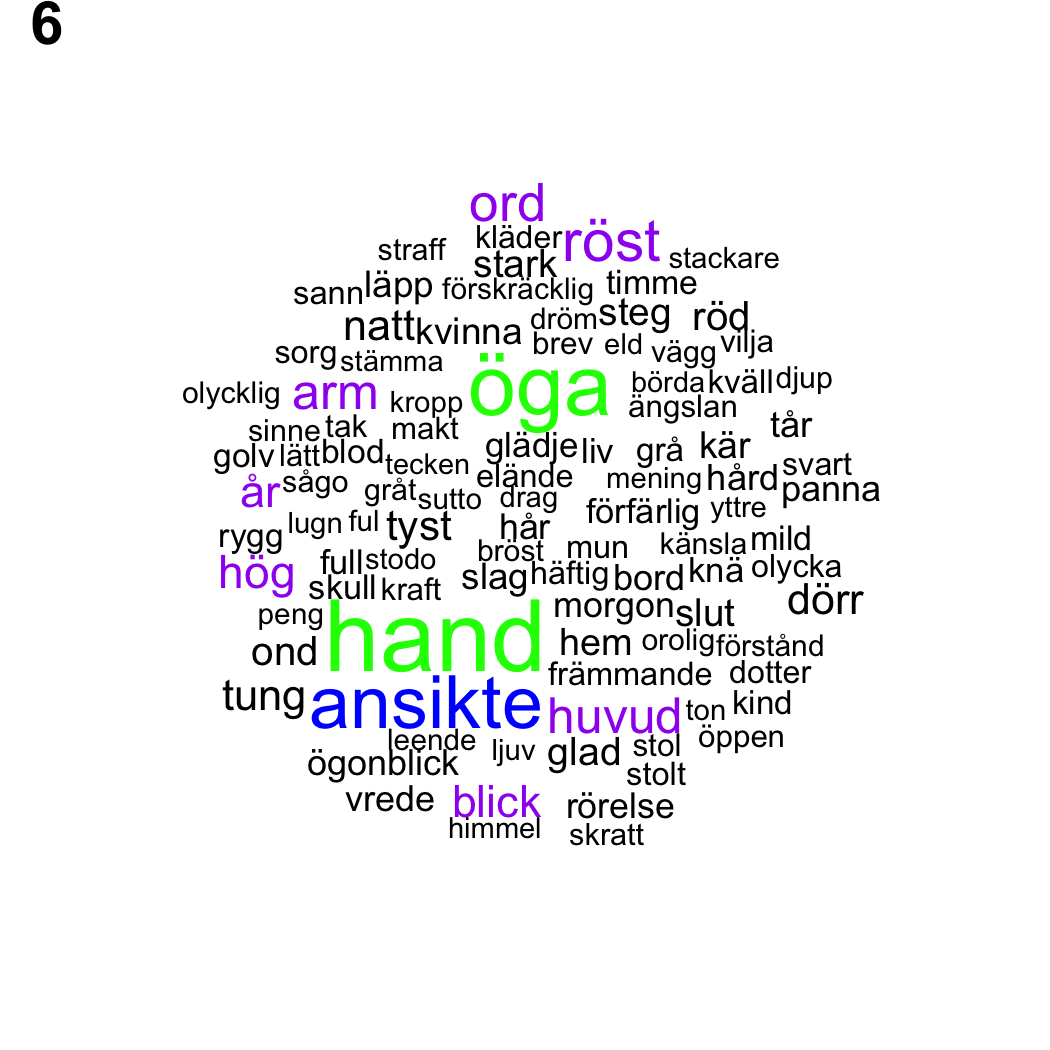 6
ord
kläder röst
straff stark stackare
sann läpp förskräcklig timme
natt kvinna dröm steg röd
sorg stämma brev eld vägg vilja
olycklig arm kropp öga börda kväll djup
ängslan
sinne tak makt tår
golv lätt blod tecken glädje liv grå kär
elände mening hård svart
år sågo gråt sutto drag panna
förfärlig yttre
rygg lugn ful tyst hår
bröst mun känsla mild
hög full stodo
skull kraft slag häftig bord knä olycka
peng hand morgon slut dörr
ond hem orolig förstånd
främmande dotter
tung ansikte huvud ton kind
leende ljuv glad stol öppen
ögonblick stolt
vrede blick rörelse
himmel skratt